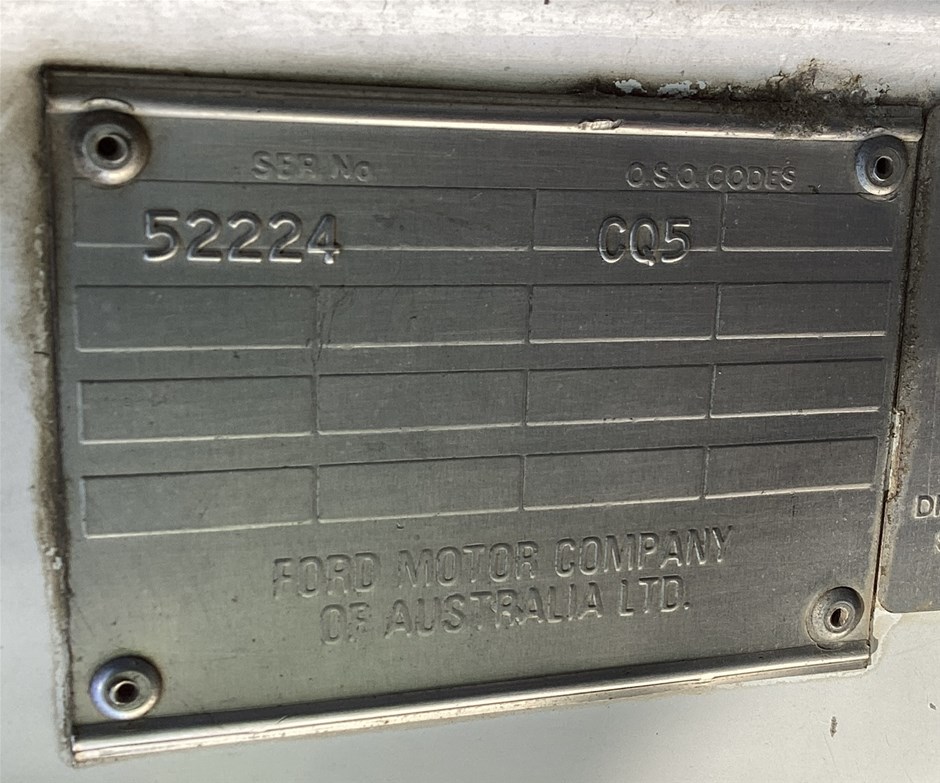 SER. No
O.S.O. CODES
52224
CQ5
FORD MOTOR COMPANY
OF AUSTRALIA LTD.